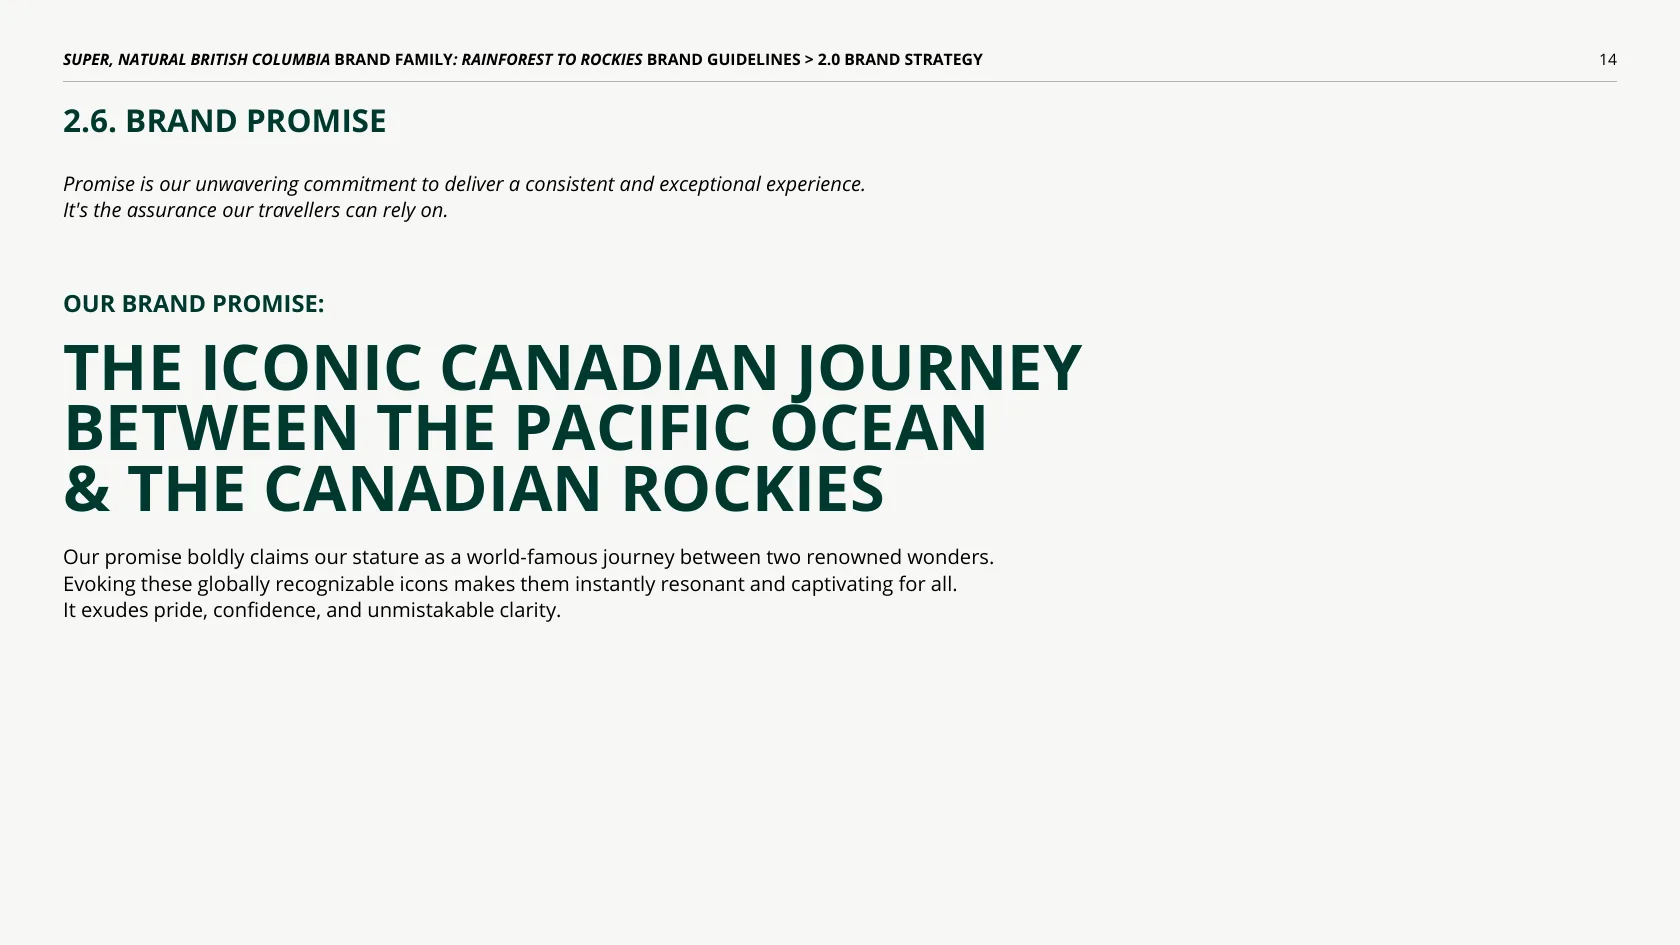 SUPER, NATURAL BRITISH COLUMBIA BRAND FAMILY: RAINFOREST TO ROCKIES BRAND GUIDELINES > 2.0 BRAND STRATEGY
14
2.6. BRAND PROMISE
Promise is our unwavering commitment to deliver a consistent and exceptional experience.
It's the assurance our travellers can rely on.
OUR BRAND PROMISE:
THE ICONIC CANADIAN JOURNEY
BETWEEN THE PACIFIC OCEAN
& THE CANADIAN ROCKIES
Our promise boldly claims our stature as a world-famous journey between two renowned wonders.
Evoking these globally recognizable icons makes them instantly resonant and captivating for all.
It exudes pride, confidence, and unmistakable clarity.